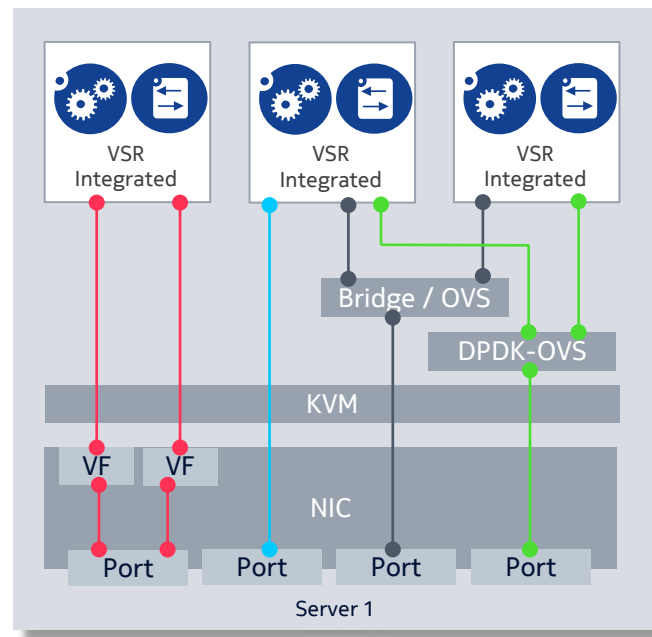 VSR
Integrated
VSR
Integrated
VSR
Integrated
Bridge / OVS
DPDK-OVS
KVM
VF
VF
NIC
Port
Port
Port
Port
Server 1